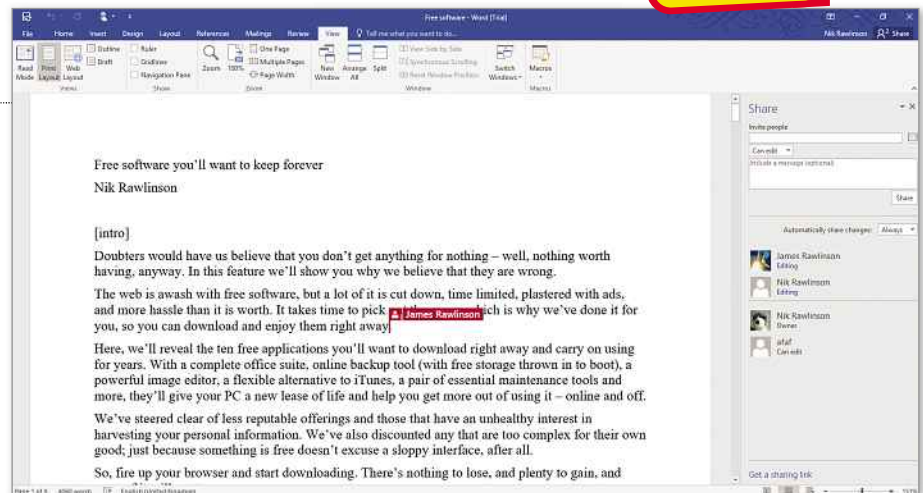 Free software - Word (Trial)
File Home Insert Design Layout References Mailings Review View Tell me what you want to do...
Nik Rawlinson Share
Read Mode
Print Layout
Web Layout
Outline
Draft
Views
Ruler
Gridlines
Navigation Pane
Show
Zoom
100%
One Page
Multiple Pages
Page Width
Zoom
New Window
Arrange All
Split
View Side by Side
Synchronous Scrolling
Reset Window Position
Window
Switch Windows
Macros
Macros
Free software you'll want to keep forever
Nik Rawlinson
[intro]
Doubters would have us believe that you don't get anything for nothing – well, nothing worth
having, anyway. In this feature we'll show you why we believe that they are wrong.
The web is awash with free software, but a lot of it is cut down, time limited, plastered with ads,
and more hassle than it is worth. It takes time to pick James Rawlinson ich is why we've done it for
you, so you can download and enjoy them right away
Here, we'll reveal the ten free applications you'll want to download right away and carry on using
for years. With a complete office suite, online backup tool (with free storage thrown in to boot), a
powerful image editor, a flexible alternative to iTunes, a pair of essential maintenance tools and
more, they'll give your PC a new lease of life and help you get more out of using it – online and off.
We've steered clear of less reputable offerings and those that have an unhealthy interest in
harvesting your personal information. We've also discounted any that are too complex for their own
good; just because something is free doesn't excuse a sloppy interface, after all.
So, fire up your browser and start downloading. There's nothing to lose, and plenty to gain, and
Share
Invite people
Can edit
Include a message (optional)
Share
Automatically share changes: Always
James Rawlinson
Editing
Nik Rawlinson
Editing
Nik Rawlinson
Owner
afaf
Can edit
Get a sharing link
English (United Kingdom)